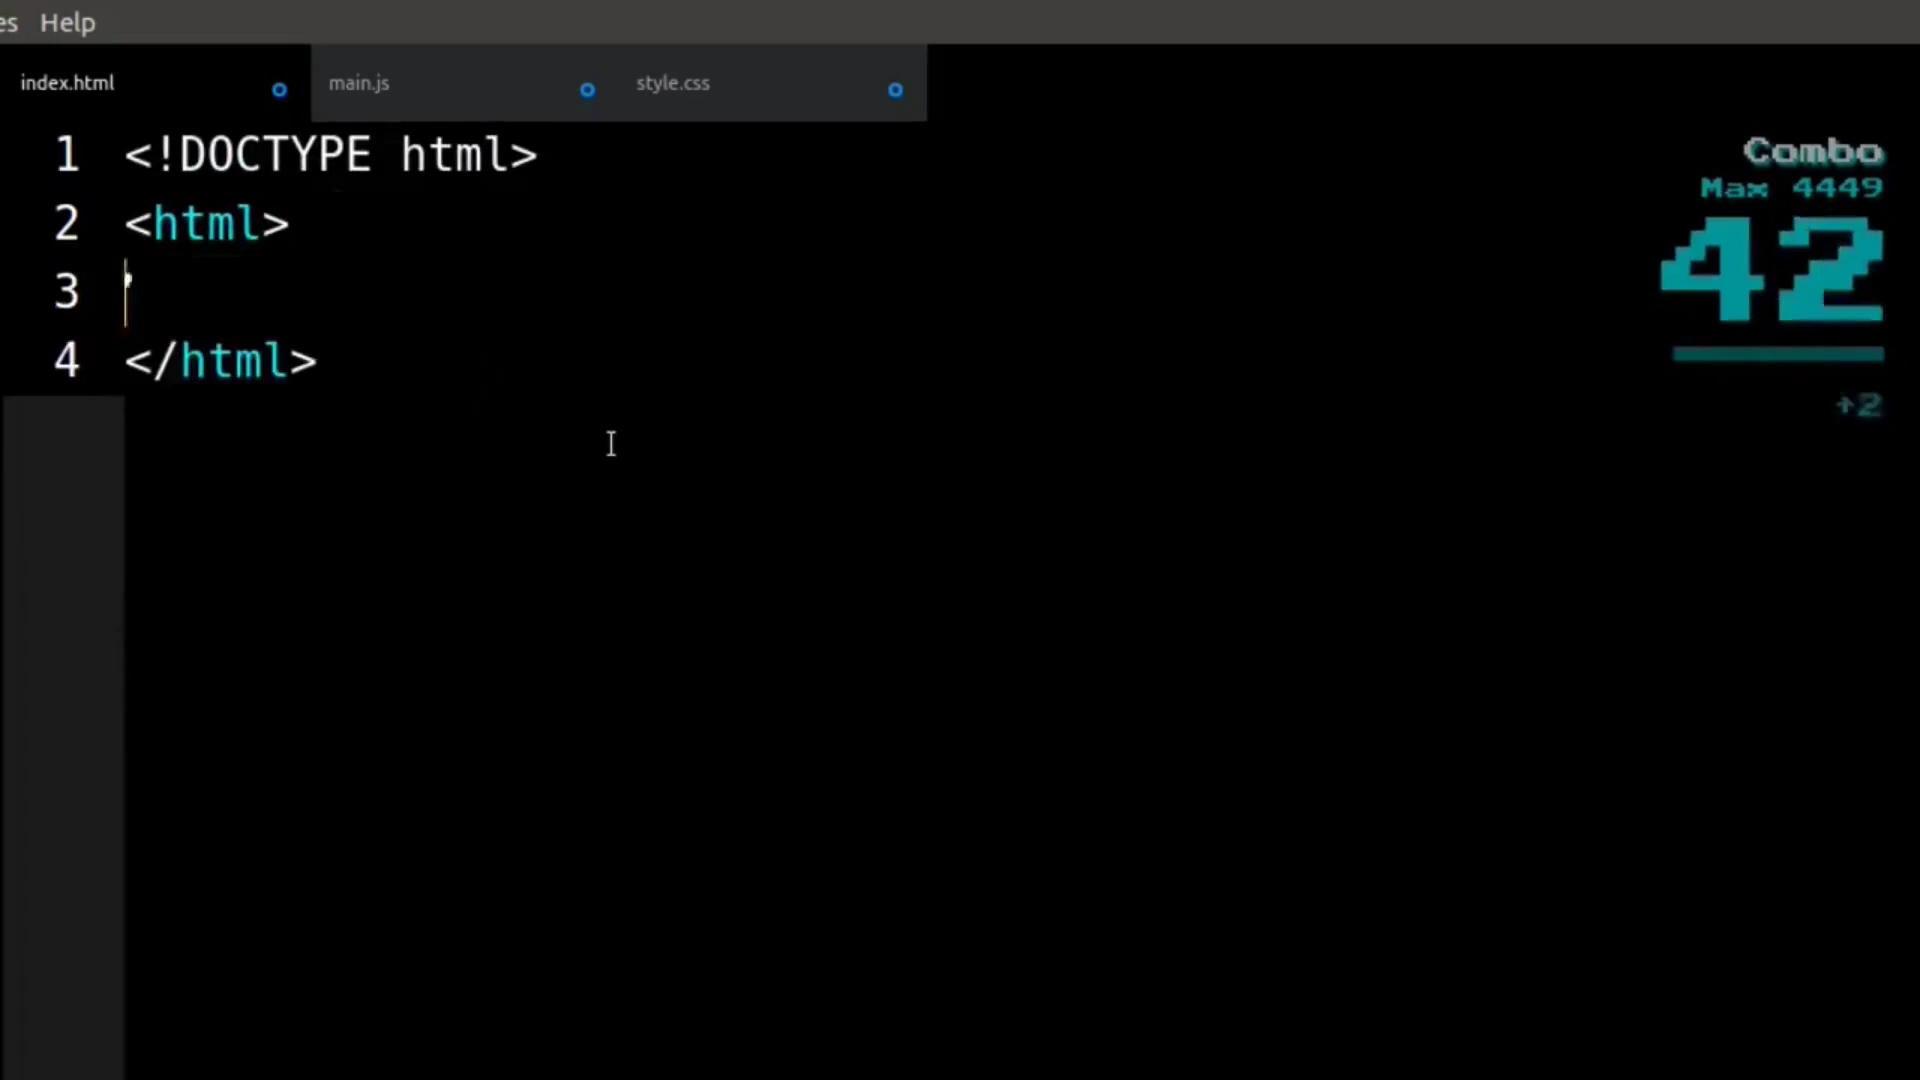 es Help
index.html main.js style.css
1 <!DOCTYPE html>
2 <html>
3
4 </html>
Combo
Max 4449
42
+2